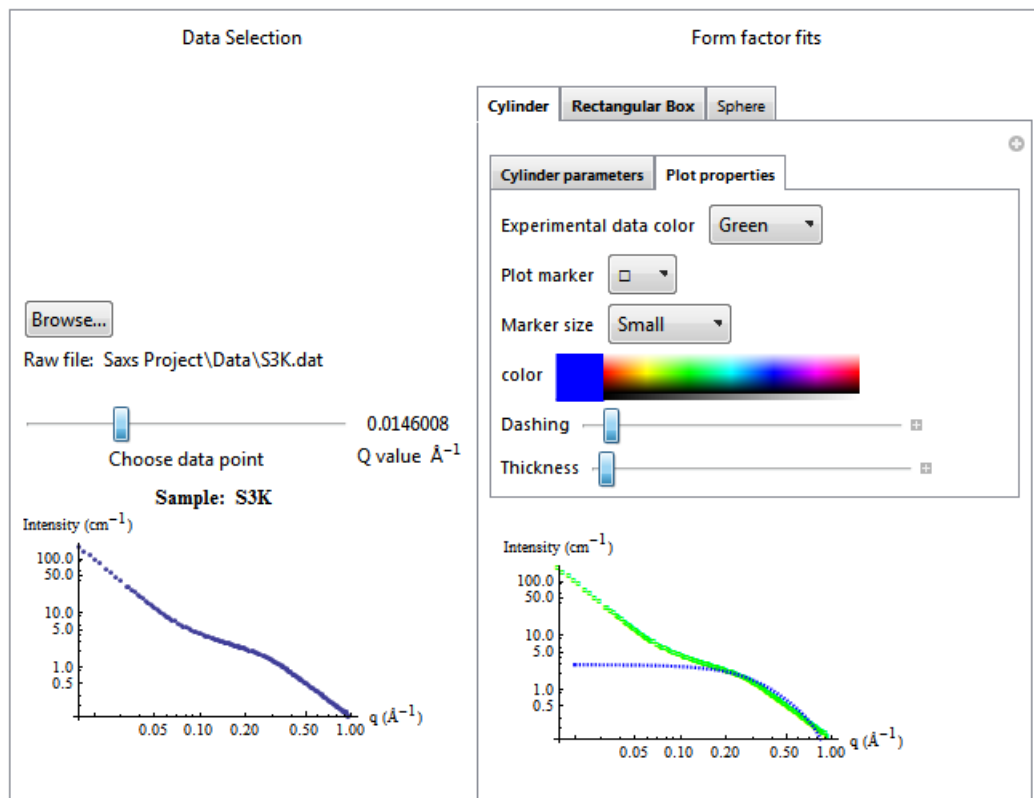 Data Selection
Form factor fits
Browse...
Raw file: Saxs Project\Data\S3K.dat
0.0146008
Choose data point
Q value Å⁻¹
Sample: S3K
Intensity (cm⁻¹)
100.0
50.0
10.0
5.0
1.0
0.5
0.05 0.10 0.20 0.50 1.00
q (Å⁻¹)
Cylinder Rectangular Box Sphere
Cylinder parameters Plot properties
Experimental data color Green
Plot marker □
Marker size Small
color
Dashing
Thickness
Intensity (cm⁻¹)
100.0
50.0
10.0
5.0
1.0
0.5
0.05 0.10 0.20 0.50 1.00
q (Å⁻¹)